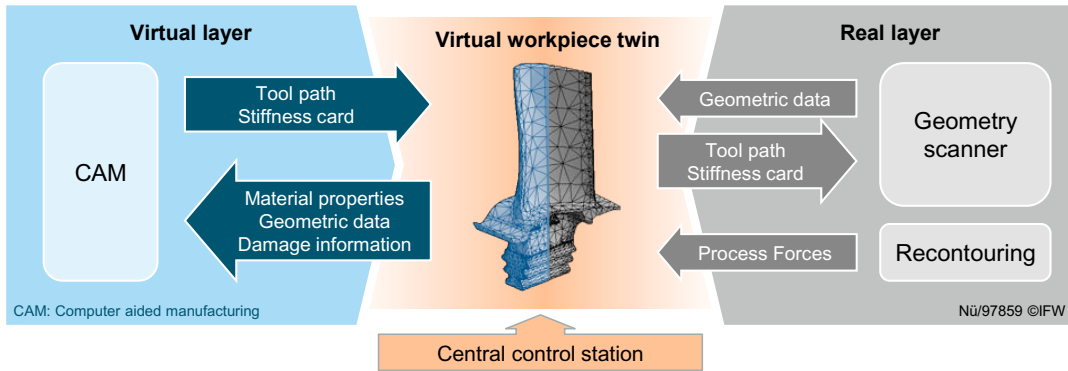 Virtual layer
Virtual workpiece twin
Real layer
CAM
Tool path
Stiffness card
Material properties
Geometric data
Damage information
Geometric data
Tool path
Stiffness card
Process Forces
Geometry
scanner
Recontouring
CAM: Computer aided manufacturing
Nü/97859 ©IFW
Central control station